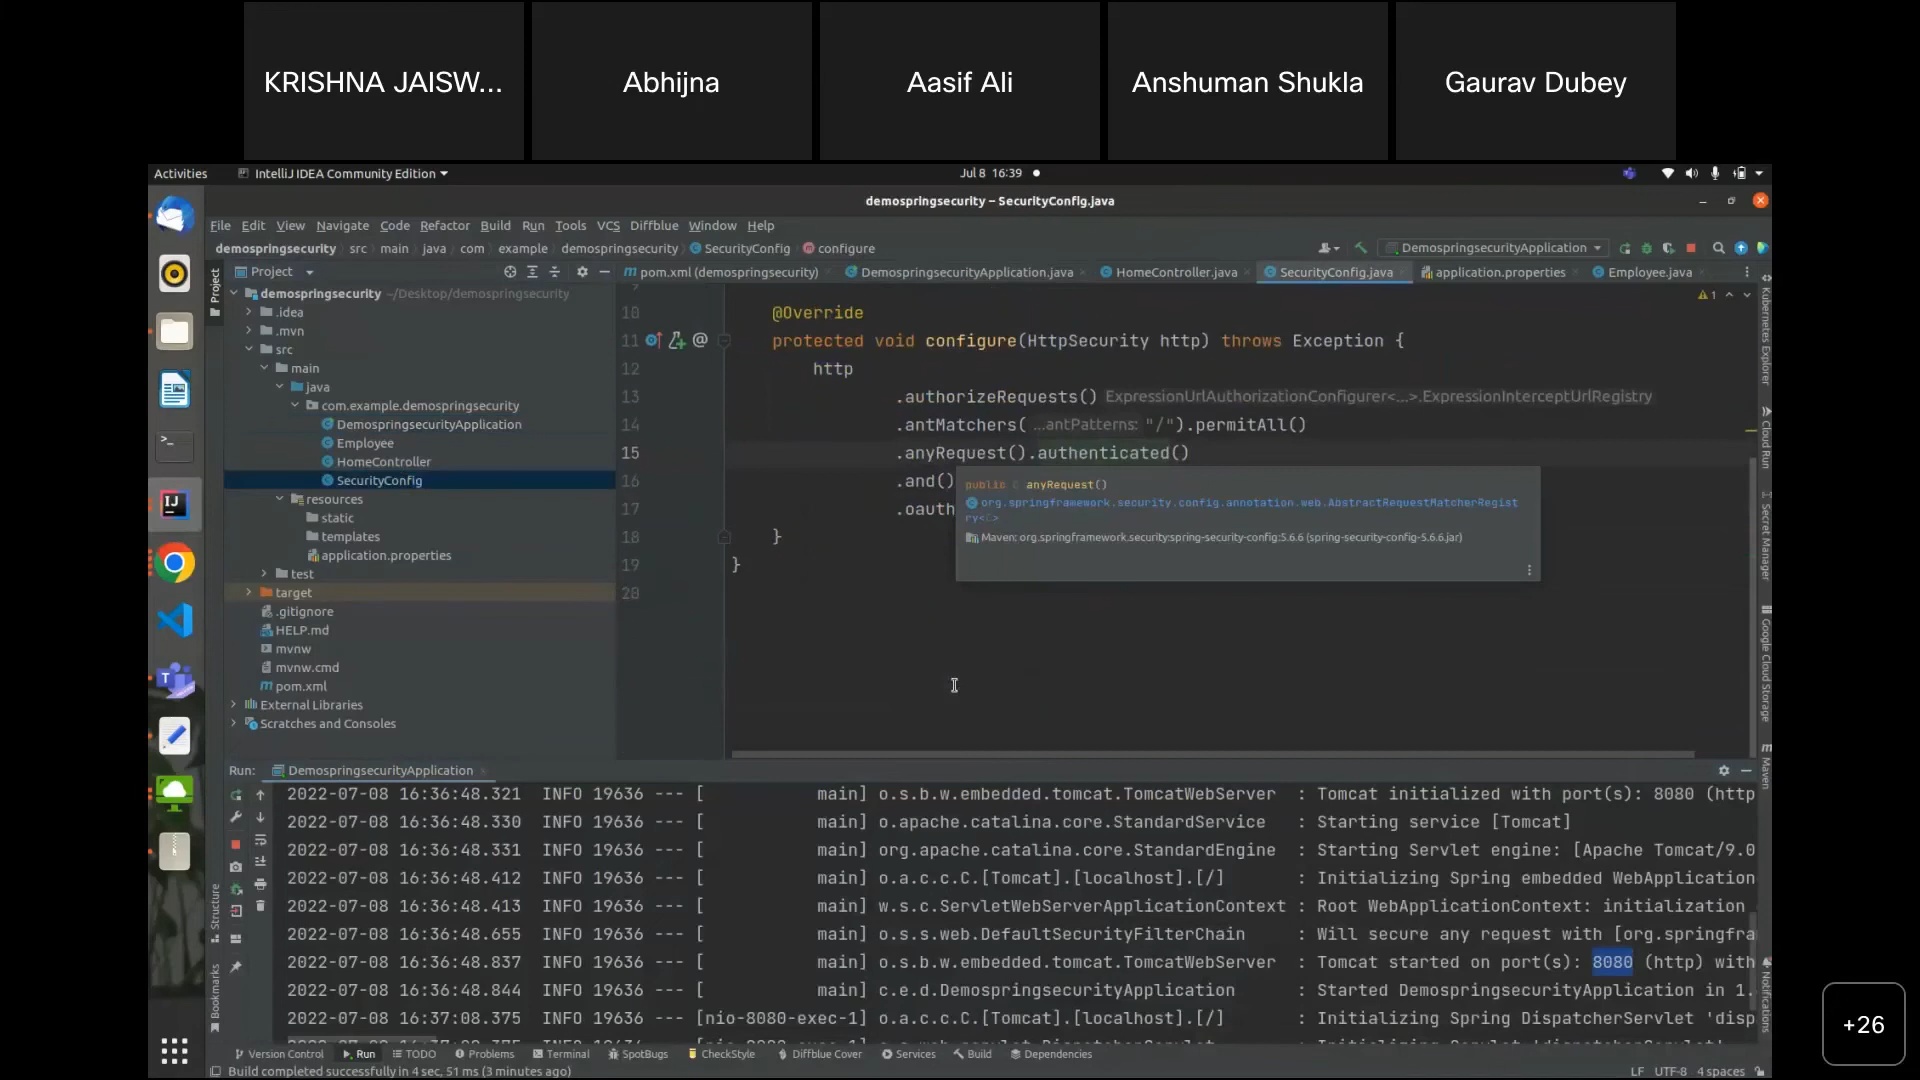 KRISHNA JAISW...
Abhijna
Aasif Ali
Anshuman Shukla
Gaurav Dubey
Activities IntelliJ IDEA Community Edition Jul 8 16:39
demospringsecurity – SecurityConfig.java
File Edit View Navigate Code Refactor Build Run Tools VCS Diffblue Window Help
demospringsecurity src main java com example demospringsecurity SecurityConfig configure DemospringsecurityApplication
Project pom.xml (demospringsecurity) DemospringsecurityApplication.java HomeController.java SecurityConfig.java application.properties Employee.java
Project
demospringsecurity ~/Desktop/demospringsecurity
.idea
.mvn
src
main
java
com.example.demospringsecurity
DemospringsecurityApplication
Employee
HomeController
SecurityConfig
resources
static
templates
application.properties
test
target
.gitignore
HELP.md
mvnw
mvnw.cmd
pom.xml
External Libraries
Scratches and Consoles
1
10 @Override
11 protected void configure(HttpSecurity http) throws Exception {
12 http
13 .authorizeRequests() ExpressionUrlAuthorizationConfigurer<...>.ExpressionInterceptUrlRegistry
14 .antMatchers( ...antPatterns: "/").permitAll()
15 .anyRequest().authenticated()
16 .and()
17 .oauth
18 }
19 }
20
public C anyRequest()
org.springframework.security.config.annotation.web.AbstractRequestMatcherRegist
ry<C>
Maven: org.springframework.security:spring-security-config:5.6.6 (spring-security-config-5.6.6.jar)
Kubernetes Explorer
Cloud Run
Secret Manager
Google Cloud Storage
Maven
Notifications
Run: DemospringsecurityApplication
2022-07-08 16:36:48.321 INFO 19636 --- [ main] o.s.b.w.embedded.tomcat.TomcatWebServer : Tomcat initialized with port(s): 8080 (http
2022-07-08 16:36:48.330 INFO 19636 --- [ main] o.apache.catalina.core.StandardService : Starting service [Tomcat]
2022-07-08 16:36:48.331 INFO 19636 --- [ main] org.apache.catalina.core.StandardEngine : Starting Servlet engine: [Apache Tomcat/9.0
2022-07-08 16:36:48.412 INFO 19636 --- [ main] o.a.c.c.C.[Tomcat].[localhost].[/] : Initializing Spring embedded WebApplication
2022-07-08 16:36:48.413 INFO 19636 --- [ main] w.s.c.ServletWebServerApplicationContext : Root WebApplicationContext: initialization
2022-07-08 16:36:48.655 INFO 19636 --- [ main] o.s.s.web.DefaultSecurityFilterChain : Will secure any request with [org.springfra
2022-07-08 16:36:48.837 INFO 19636 --- [ main] o.s.b.w.embedded.tomcat.TomcatWebServer : Tomcat started on port(s): 8080 (http) with
2022-07-08 16:36:48.844 INFO 19636 --- [ main] c.e.d.DemospringsecurityApplication : Started DemospringsecurityApplication in 1.
2022-07-08 16:37:08.375 INFO 19636 --- [nio-8080-exec-1] o.a.c.c.C.[Tomcat].[localhost].[/] : Initializing Spring DispatcherServlet 'disp
Structure
Bookmarks
Version Control Run TODO Problems Terminal SpotBugs CheckStyle Diffblue Cover Services Build Dependencies
Build completed successfully in 4 sec, 51 ms (3 minutes ago) LF UTF-8 4 spaces
+26